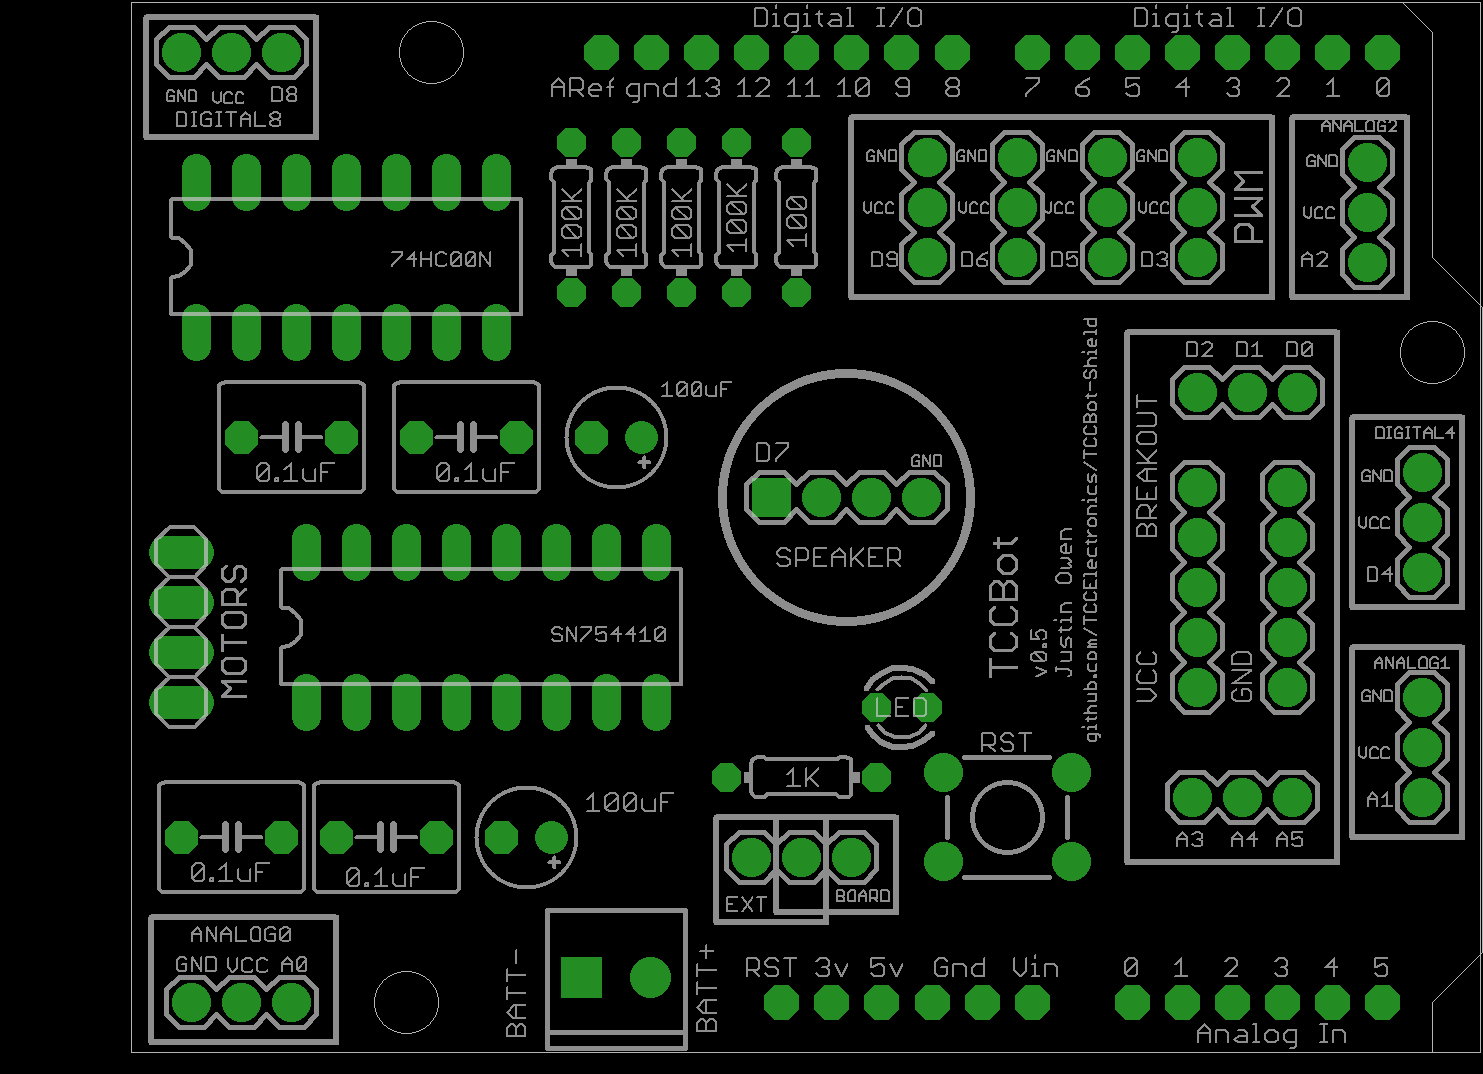 Digital I/O Digital I/O
ARef gnd 13 12 11 10 9 8 7 6 5 4 3 2 1 0
GND VCC D8
DIGITAL8
74HC00N
100K 100K 100K 100K 100
GND GND GND GND
VCC VCC VCC VCC
D9 D6 D5 D3
PWM
ANALOG2
GND
VCC
A2
0.1uF
0.1uF
100uF
D7
GND
SPEAKER
MOTORS
SN754410
TCCBot
v0.5
Justin Owen
github.com/TCCElectronics/TCCBot-Shield
D2 D1 D0
BREAKOUT
VCC
GND
A3 A4 A5
DIGITAL4
GND
VCC
D4
ANALOG1
GND
VCC
A1
LED
RST
1K
0.1uF
0.1uF
100uF
EXT
BOARD
ANALOG0
GND VCC A0
BATT-
BATT+
RST 3v 5v Gnd Vin 0 1 2 3 4 5
Analog In